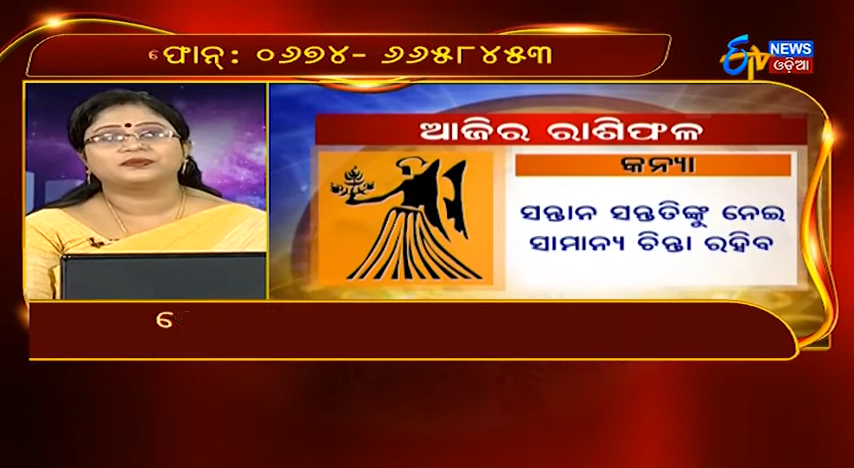 ଫୋନ୍: ୦୬୭୪- ୬୬୫୮୪୫୩
ETV NEWS
ଓଡ଼ିଆ
ଆଜିର ରାଶିଫଳ
କନ୍ୟା
ସନ୍ତାନ ସନ୍ତତିଙ୍କୁ ନେଇ
ସାମାନ୍ୟ ଚିନ୍ତା ରହିବ